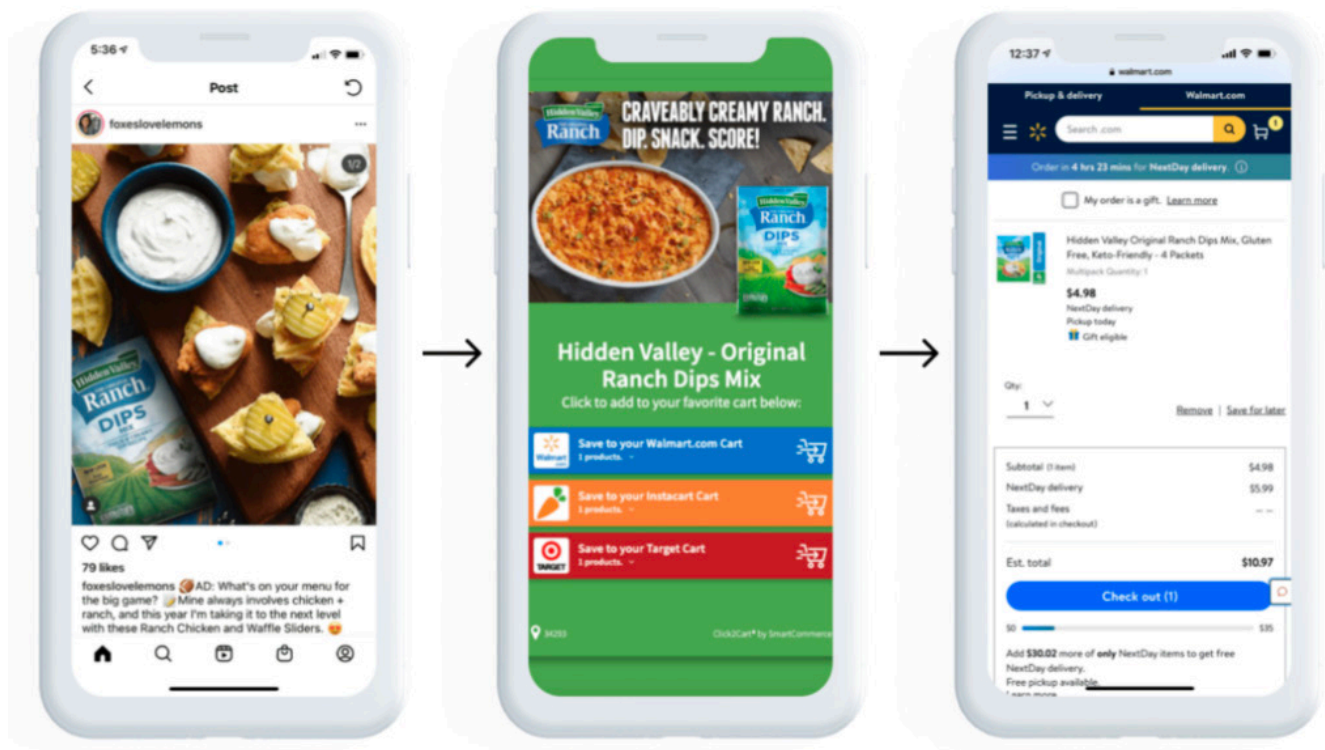 5:36
Post
foxeslovelemons
1/2
Hidden Valley
Ranch
DIPS
MIX
79 likes
foxeslovelemons 🏈AD: What's on your menu for
the big game? 🍗Mine always involves chicken +
ranch, and this year I'm taking it to the next level
with these Ranch Chicken and Waffle Sliders. 😍
Hidden Valley
Ranch
CRAVEABLY CREAMY RANCH.
DIP. SNACK. SCORE!
Hidden Valley
Ranch
DIPS
Hidden Valley - Original
Ranch Dips Mix
Click to add to your favorite cart below:
Walmart
Save to your Walmart.com Cart
1 products.
Save to your Instacart Cart
1 products.
TARGET
Save to your Target Cart
1 products.
34293
Click2Cart® by SmartCommerce
12:37
walmart.com
Pickup & delivery
Walmart.com
Search .com
1
Order in 4 hrs 23 mins for NextDay delivery.
My order is a gift. Learn more
Hidden Valley Original Ranch Dips Mix, Gluten
Free, Keto-Friendly - 4 Packets
Multipack Quantity: 1
$4.98
NextDay delivery
Pickup today
Gift eligible
Qty:
1
Remove | Save for later
Subtotal (1 item) $4.98
NextDay delivery $5.99
Taxes and fees – –
(calculated in checkout)
Est. total $10.97
Check out (1)
$0 $35
Add $30.02 more of only NextDay items to get free
NextDay delivery.
Free pickup available.
Learn more